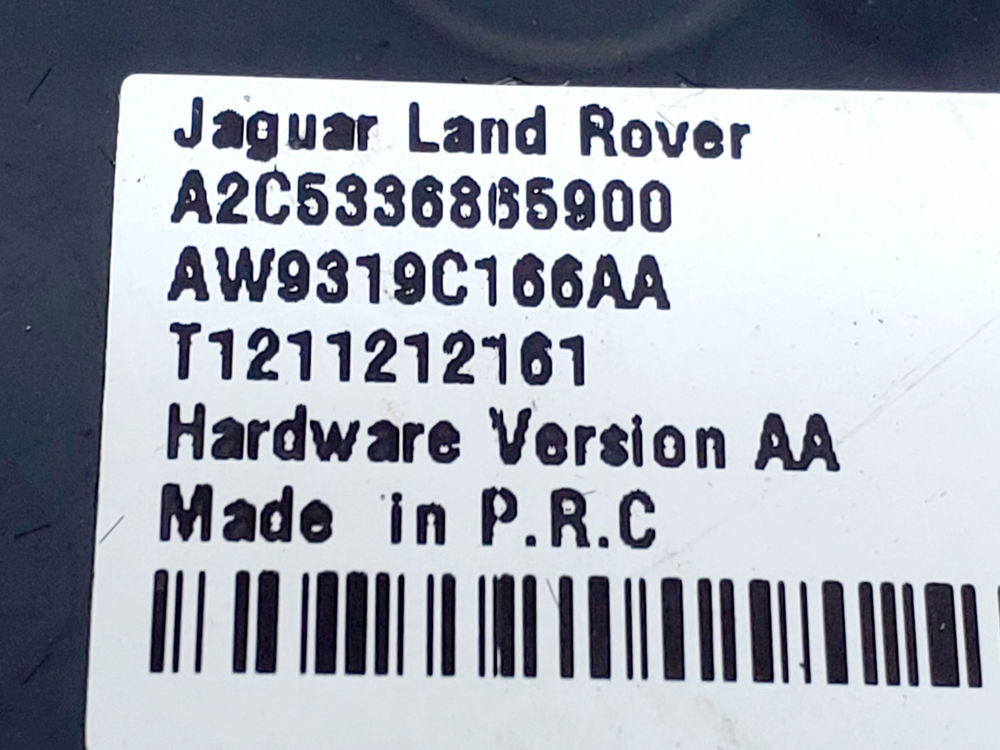 Jaguar Land Rover
A2C5336865900
AW9319C166AA
T1211212161
Hardware Version AA
Made in P.R.C